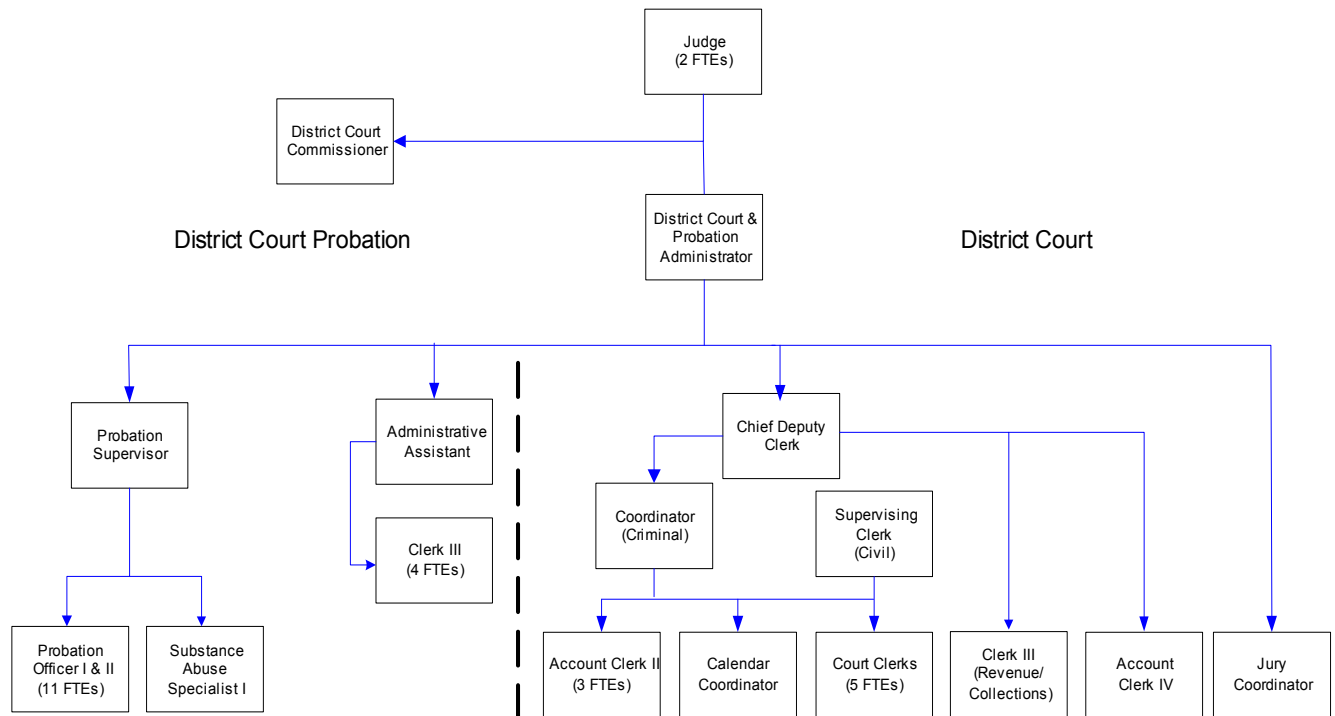 Judge
(2 FTEs)
District Court
Commissioner
District Court &
Probation
Administrator
District Court Probation
District Court
Probation
Supervisor
Administrative
Assistant
Chief Deputy
Clerk
Coordinator
(Criminal)
Supervising
Clerk
(Civil)
Clerk III
(4 FTEs)
Probation
Officer I & II
(11 FTEs)
Substance
Abuse
Specialist I
Account Clerk II
(3 FTEs)
Calendar
Coordinator
Court Clerks
(5 FTEs)
Clerk III
(Revenue/
Collections)
Account
Clerk IV
Jury
Coordinator